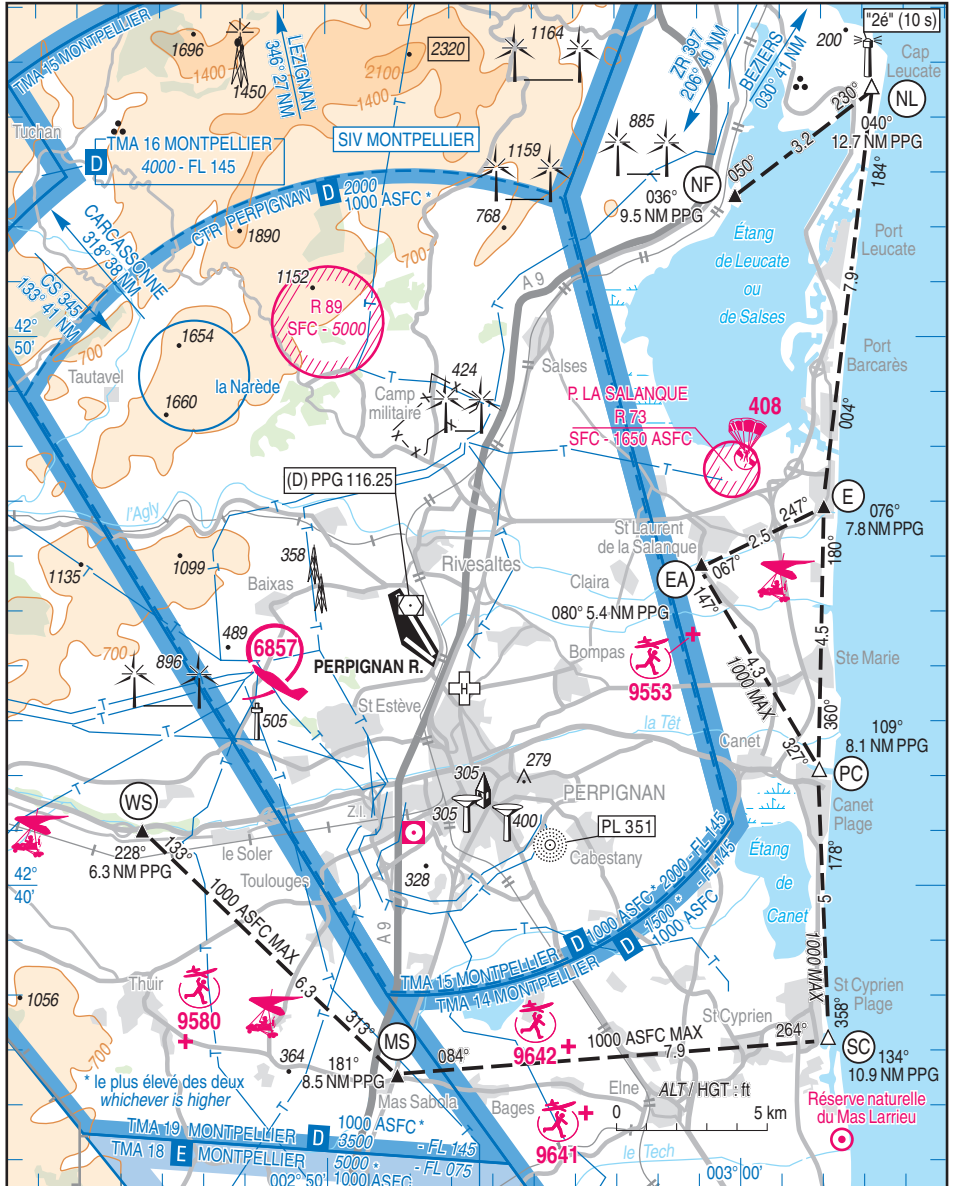 "2é" (10 s)
TMA 15 MONTPELLIER
1696
1400
1450
LEZIGNAN
346° 27 NM
2320
2100
1400
1164
ZR 397
206° 40 NM
BEZIERS
030° 41 NM
200
Cap
Leucate
NL
040°
12.7 NM PPG
230°
3.2
050°
184°
Tuchan
D
TMA 16 MONTPELLIER
4000 - FL 145
SIV MONTPELLIER
885
1159
768
NF
036°
9.5 NM PPG
CTR PERPIGNAN D 2000
1000 ASFC *
1890
700
CARCASSONNE
318° 38 NM
CS 345
133° 41 NM
Étang
de Leucate
ou
de Salses
Port
Leucate
7.9
A 9
1152
R 89
SFC - 5000
42°
50'
700
1654
la Narède
1660
Tautavel
Camp
militaire
424
Salses
Port
Barcarès
004°
P. LA SALANQUE
R 73
SFC - 1650 ASFC
408
(D) PPG 116.25
l'Agly
E
076°
7.8 NM PPG
247°
2.5
067°
180°
St Laurent
de la Salanque
EA
147°
080° 5.4 NM PPG
Claira
Rivesaltes
358
Baixas
1135
1099
489
6857
PERPIGNAN R.
Bompas
9553
4.3
1000 MAX
4.5
Ste Marie
700
896
505
St Estève
H
la Têt
360°
109°
8.1 NM PPG
Canet
327°
PC
Canet
Plage
279
305
305
400
PERPIGNAN
Z.I.
PL 351
Cabestany
WS
228°
6.3 NM PPG
133°
le Soler
Toulouges
328
42°
40'
Étang
de
Canet
178°
5
1000 MAX
1000 ASFC MAX
6.3
313°
A 9
TMA 15 MONTPELLIER D 1000 ASFC * 2000 - FL 145
TMA 14 MONTPELLIER D 1500 * - FL 145
1000 ASFC
Thuir
1056
9580
St Cyprien
Plage
St Cyprien
358°
SC
134°
10.9 NM PPG
264°
MS
181°
8.5 NM PPG
084°
1000 ASFC MAX
7.9
9642
364
* le plus élevé des deux
whichever is higher
Mas Sabola
Bages
Elne
ALT / HGT : ft
0
5 km
Réserve naturelle
du Mas Larrieu
9641
le Tech
TMA 19 MONTPELLIER D 1000 ASFC *
3500 - FL 145
TMA 18 E MONTPELLIER 5000 * - FL 075
1000 ASFC
002° 50'
003° 00'